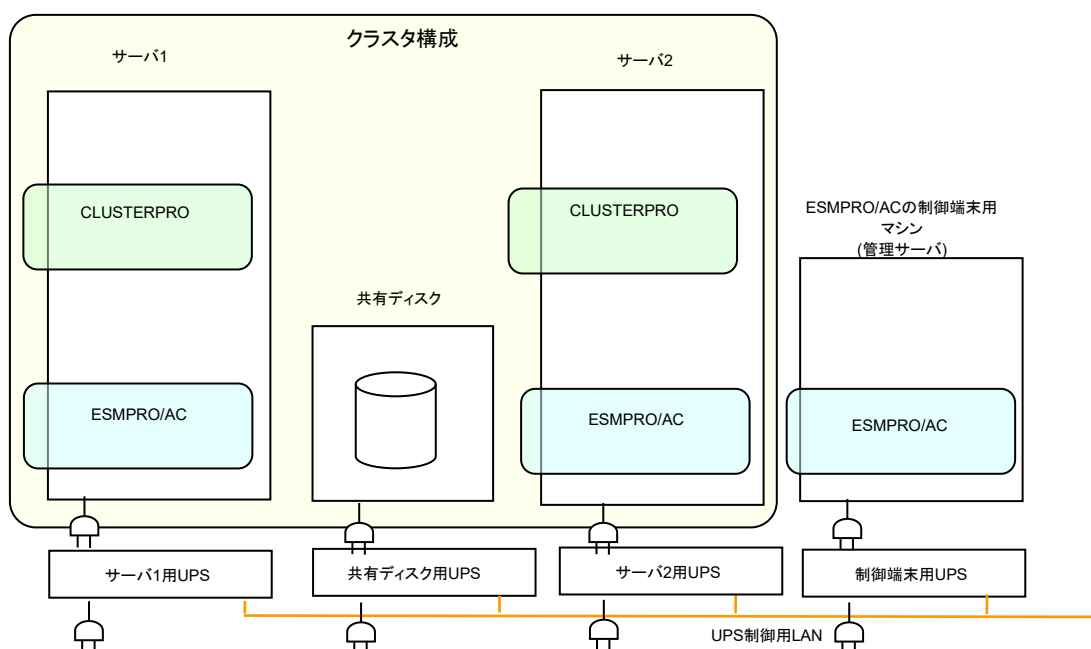 クラスタ構成
サーバ1
サーバ2
CLUSTERPRO
CLUSTERPRO
ESMPRO/ACの制御端末用
マシン
(管理サーバ)
共有ディスク
ESMPRO/AC
ESMPRO/AC
ESMPRO/AC
サーバ1用UPS
共有ディスク用UPS
サーバ2用UPS
制御端末用UPS
UPS制御用LAN